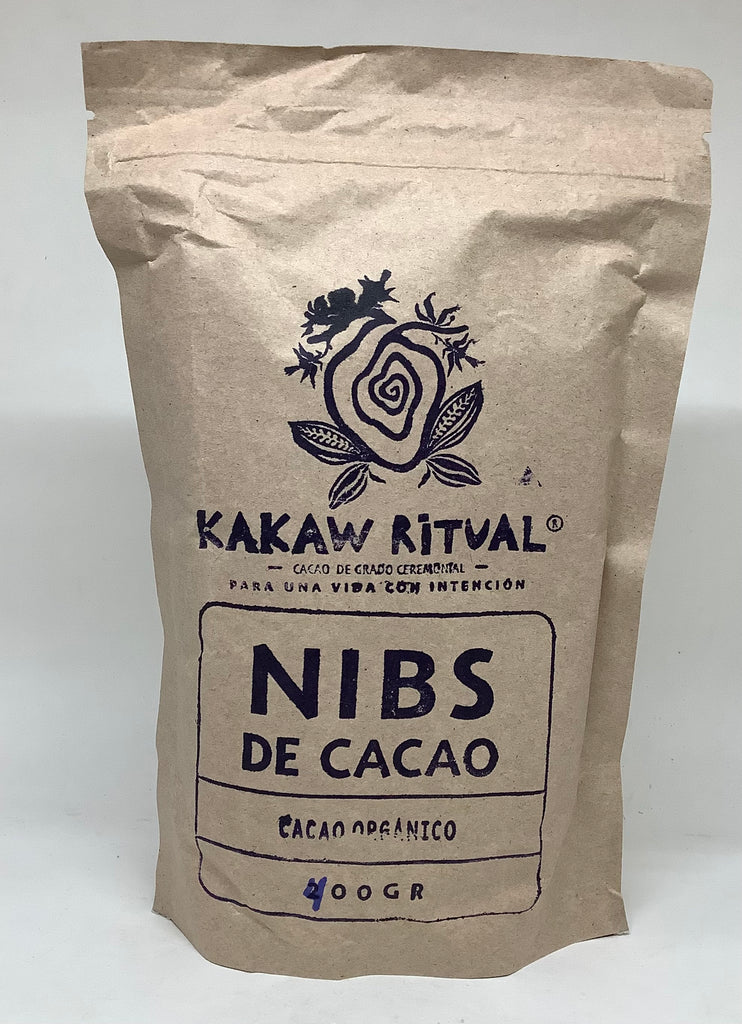 KAKAW RiTUAL®
— CACAO DE GRADO CEREMONIAL —
PARA UNA VIDA CON INTENCIÓN
NIBS
DE CACAO
CACAO ORGÁNICO
400GR